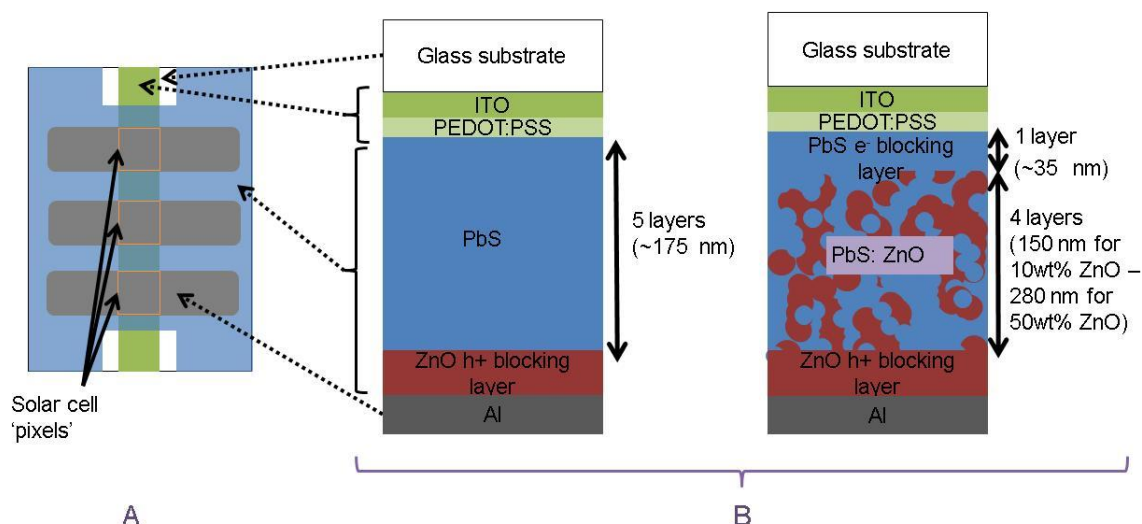 Solar cell
'pixels'
A
Glass substrate
ITO
PEDOT:PSS
PbS
ZnO h+ blocking
layer
Al
5 layers
(~175 nm)
Glass substrate
ITO
PEDOT:PSS
PbS e- blocking
layer
PbS: ZnO
ZnO h+ blocking
layer
Al
1 layer
(~35 nm)
4 layers
(150 nm for
10wt% ZnO –
280 nm for
50wt% ZnO)
B